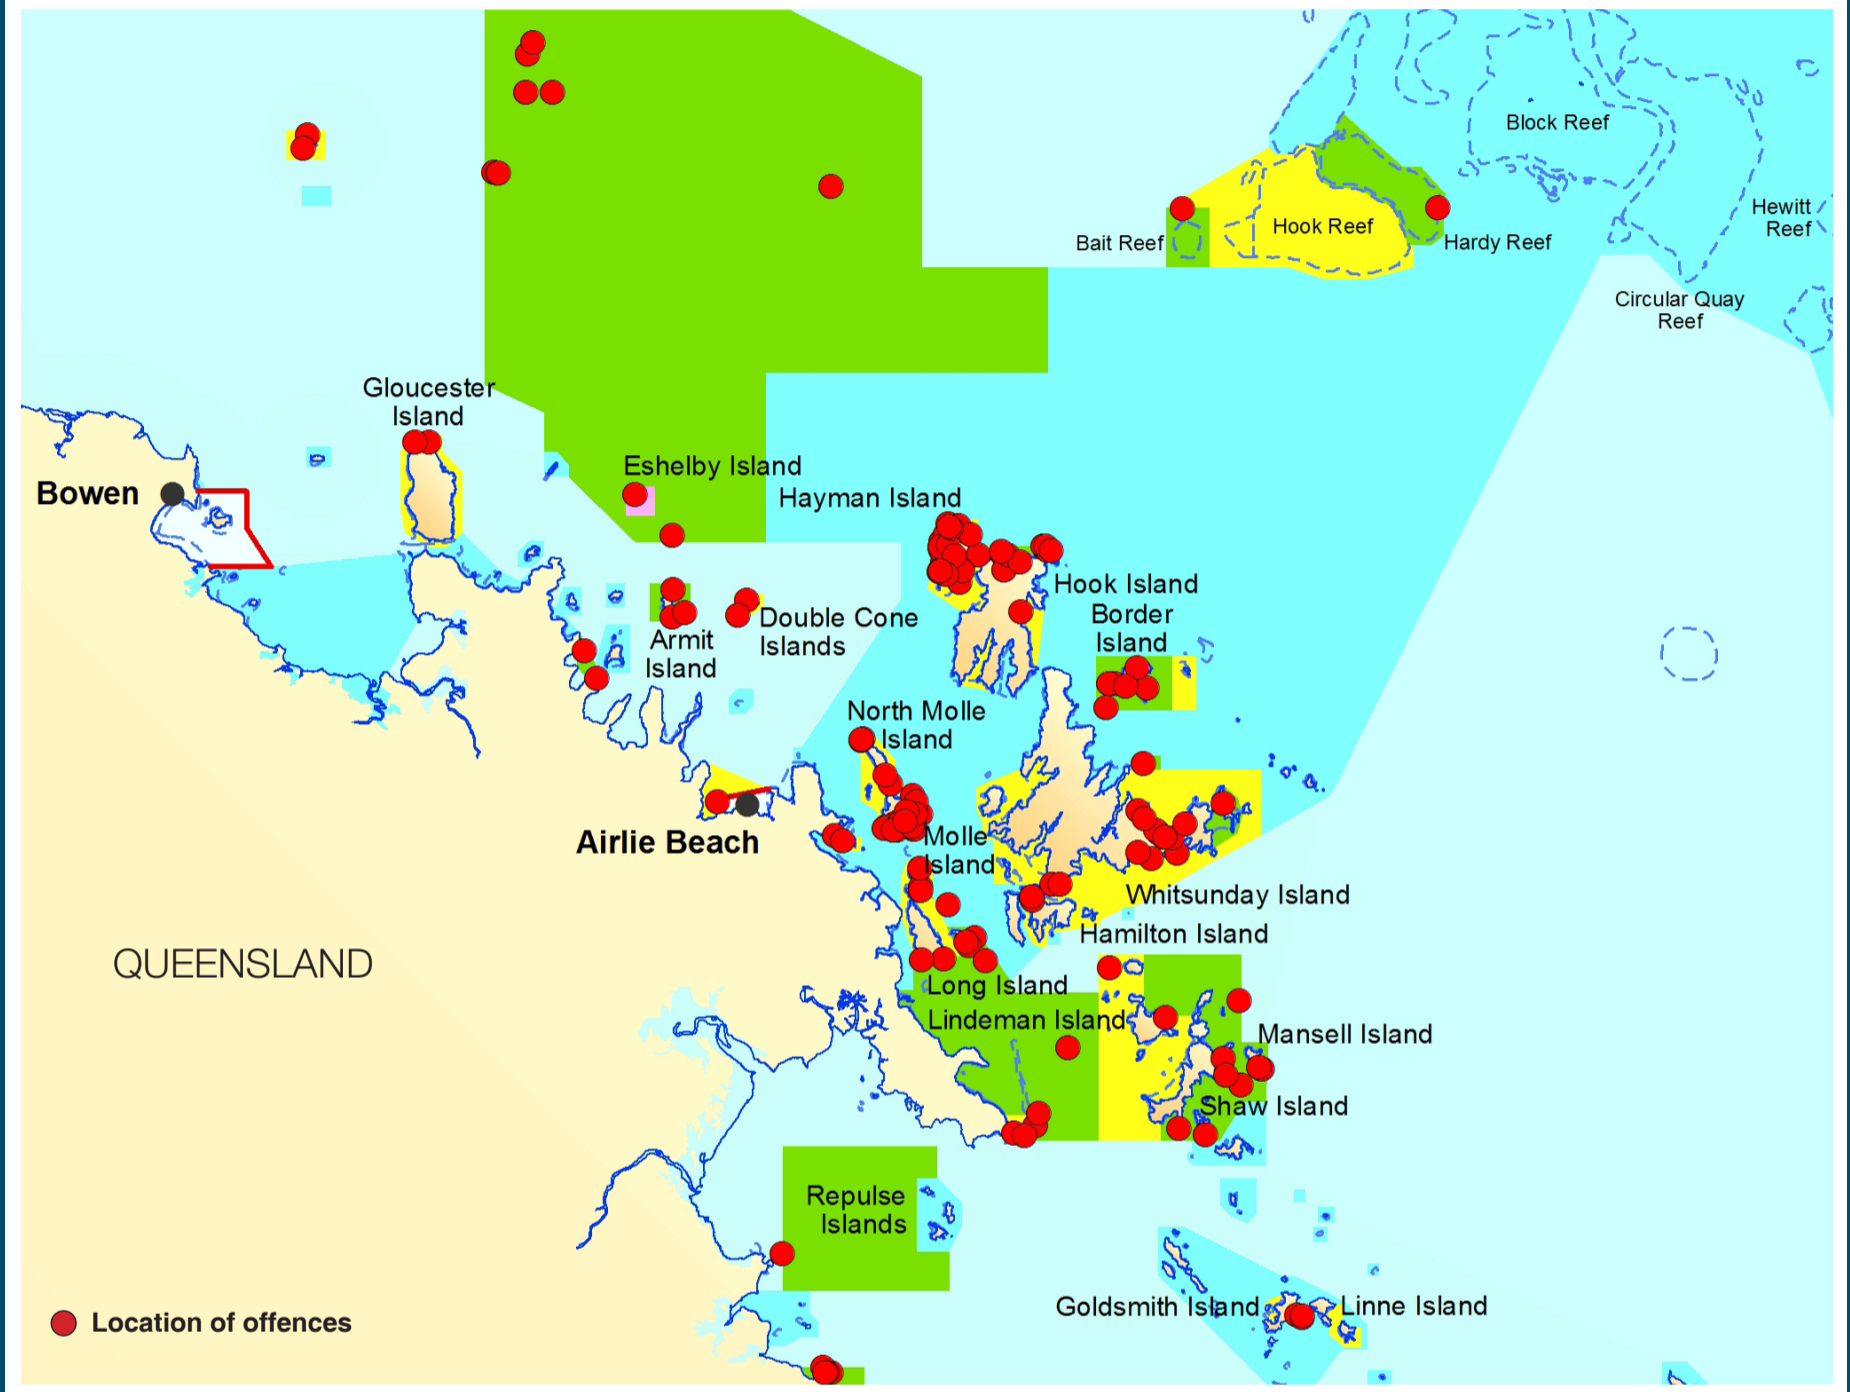 Block Reef
Hewitt
Reef
Hook Reef
Bait Reef
Hardy Reef
Circular Quay
Reef
Gloucester
Island
Eshelby Island
Bowen
Hayman Island
Hook Island
Border
Island
Double Cone
Islands
Armit
Island
North Molle
Island
Airlie Beach
Molle
Island
Whitsunday Island
Hamilton Island
QUEENSLAND
Long Island
Lindeman Island
Mansell Island
Shaw Island
Repulse
Islands
Goldsmith Island
Linne Island
Location of offences